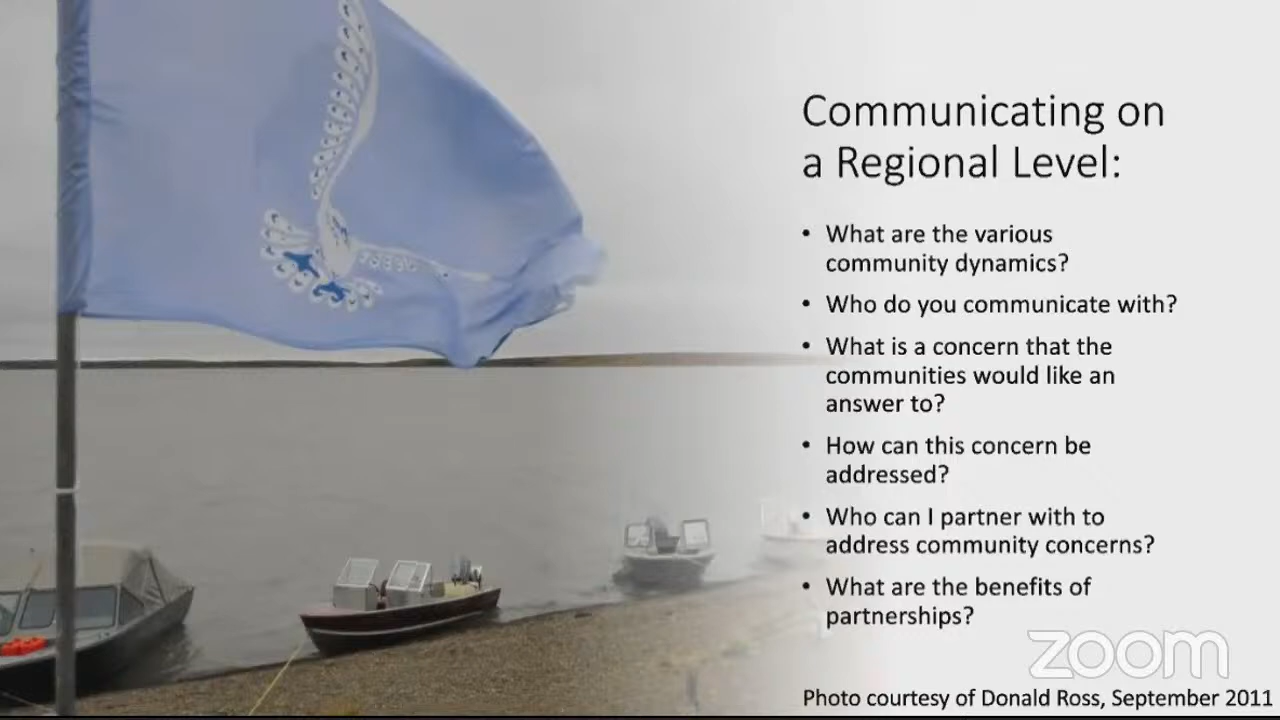 Communicating on
a Regional Level:
• What are the various
community dynamics?
• Who do you communicate with?
• What is a concern that the
communities would like an
answer to?
• How can this concern be
addressed?
• Who can I partner with to
address community concerns?
• What are the benefits of
partnerships?
zoom
Photo courtesy of Donald Ross, September 2011